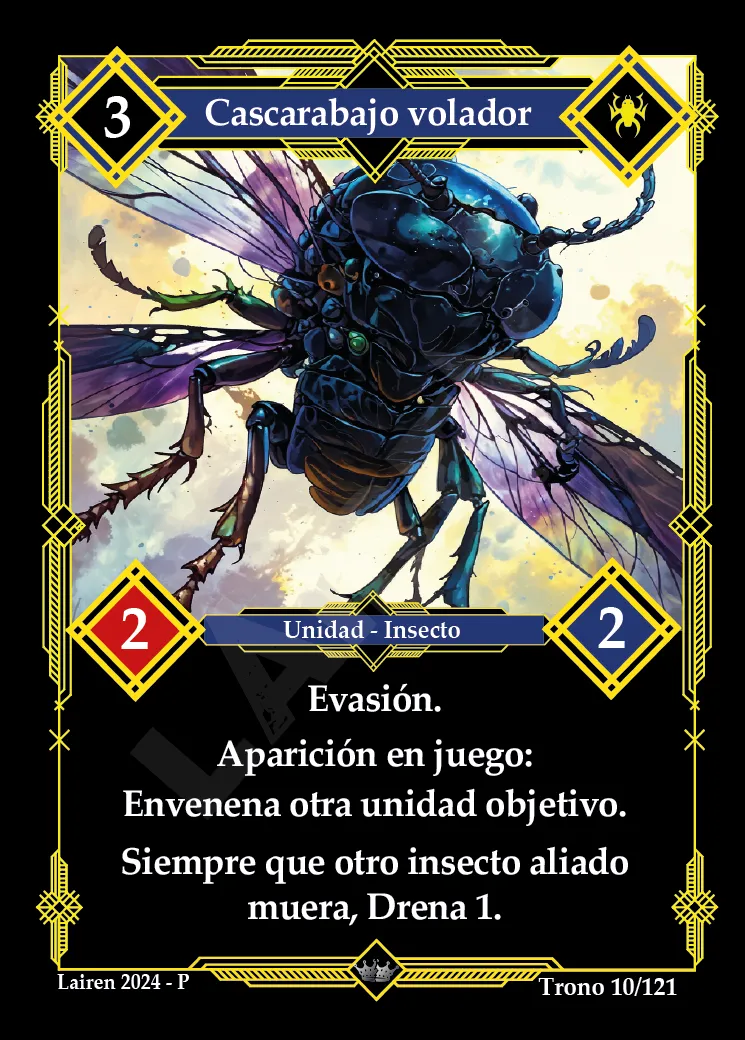 3
Cascarabajo volador
2
Unidad - Insecto
2
Evasión.
Aparición en juego:
Envenena otra unidad objetivo.
Siempre que otro insecto aliado
muera, Drena 1.
Lairen 2024 - P
Trono 10/121